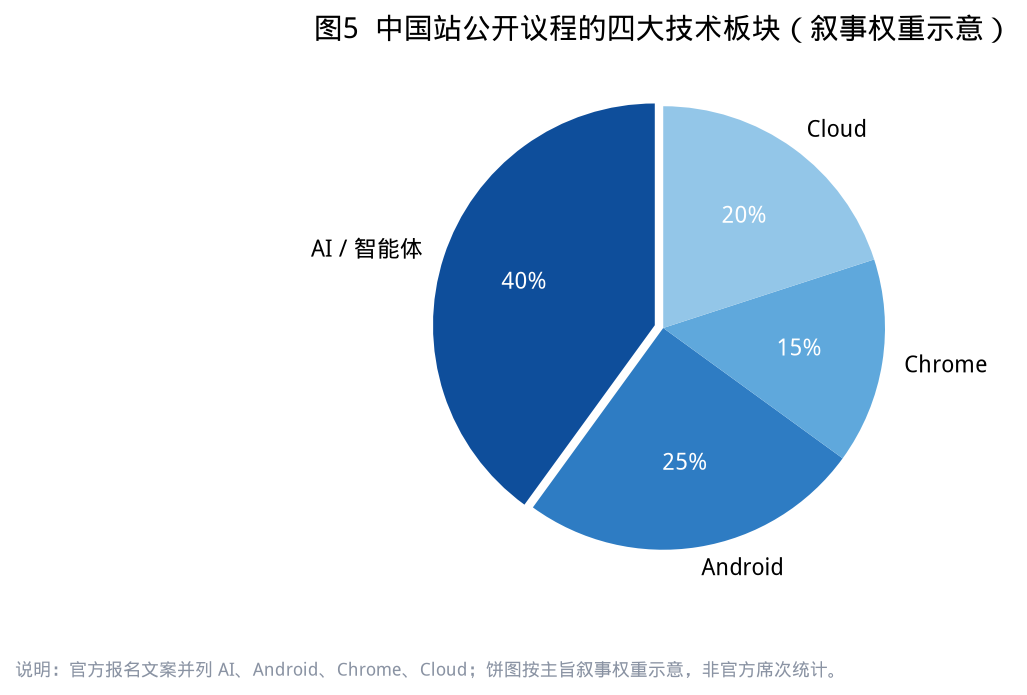 图5 中国站公开议程的四大技术板块（叙事权重示意）
Cloud
20%
AI / 智能体
40%
15%
Chrome
25%
Android
说明：官方报名文案并列 AI、Android、Chrome、Cloud；饼图按主旨叙事权重示意，非官方席次统计。